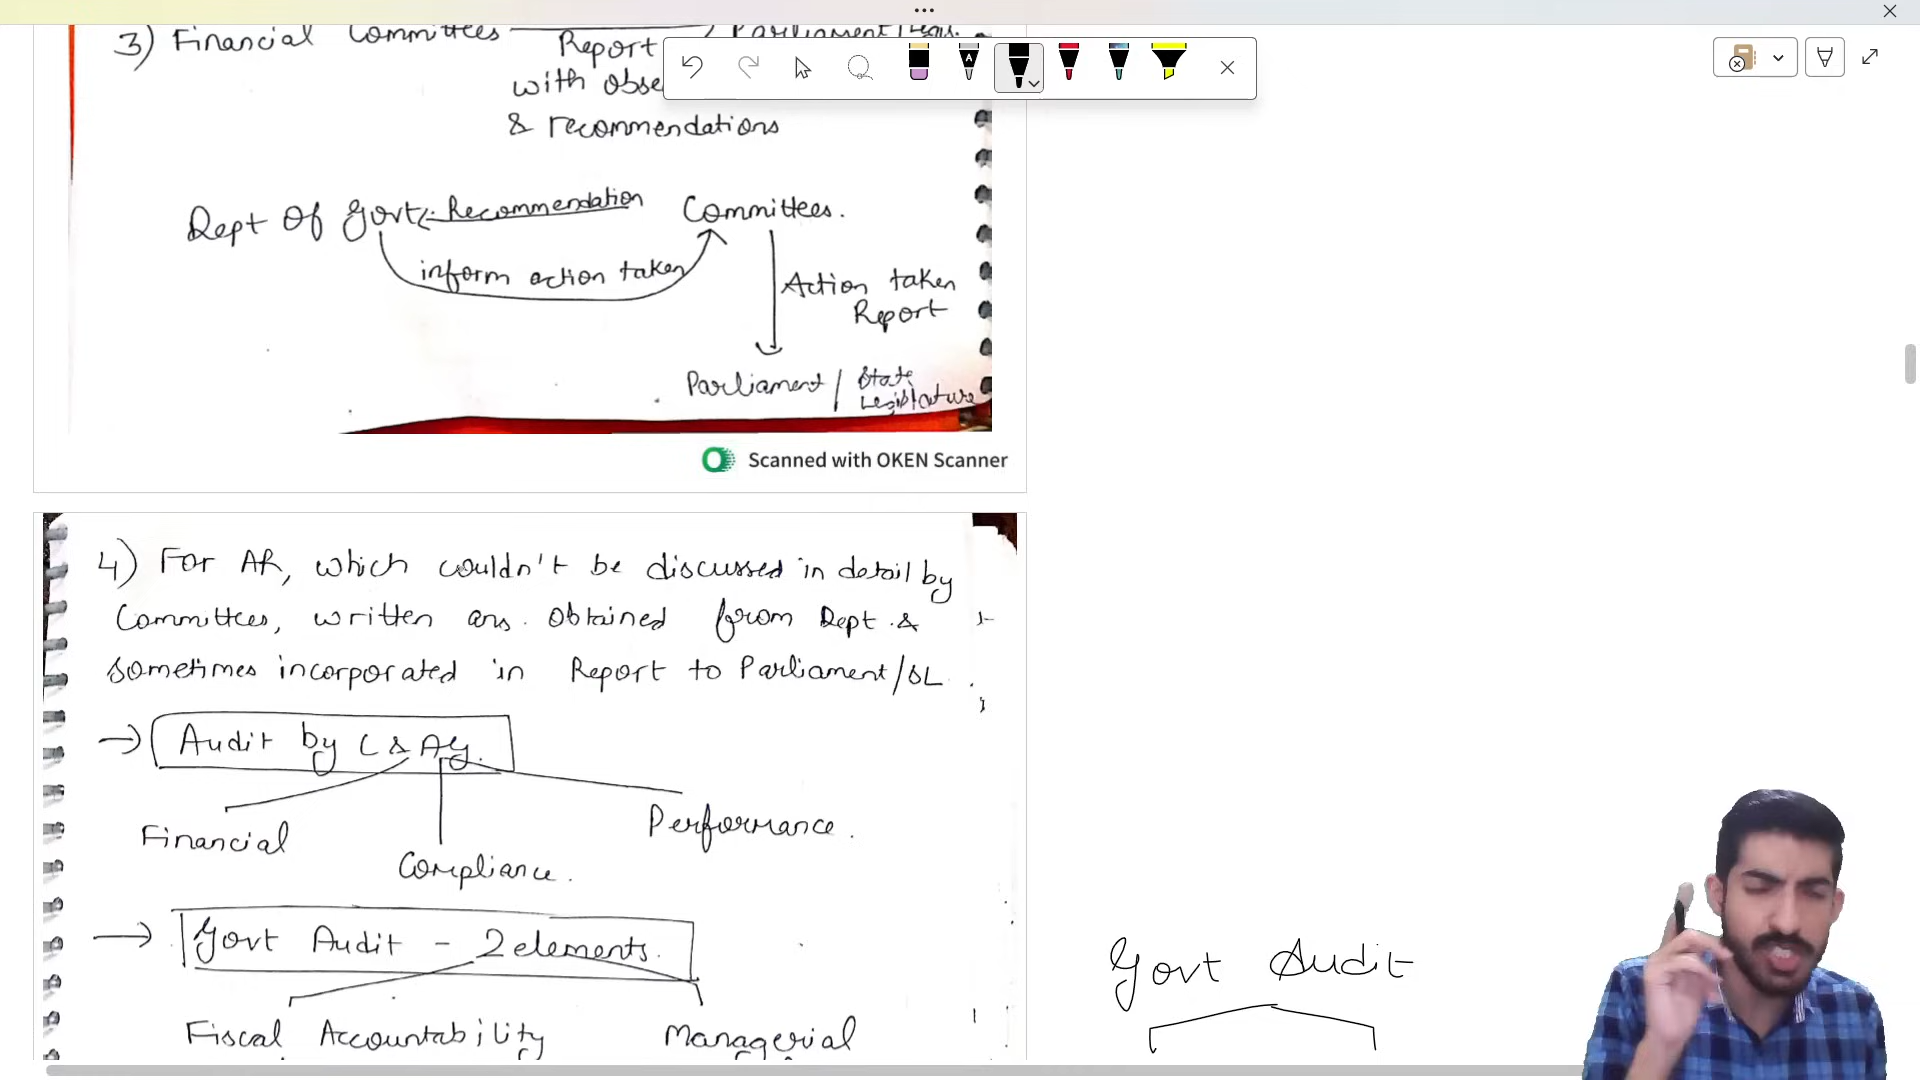 3) Financial Committees
Report
with obse
& recommendations
Dept Of Govt Recommendation Committees.
inform action taken
Action taken
Report
Parliament / State
Legislature
Scanned with OKEN Scanner
4) For AR, which couldn't be discussed in detail by
Committees, written ans. Obtained from Dept. &
sometimes incorporated in Report to Parliament/SL.
Audit by C & AG.
Financial
Compliance.
Performance.
Govt Audit - 2 elements.
Fiscal Accountability
Managerial
Govt Audit